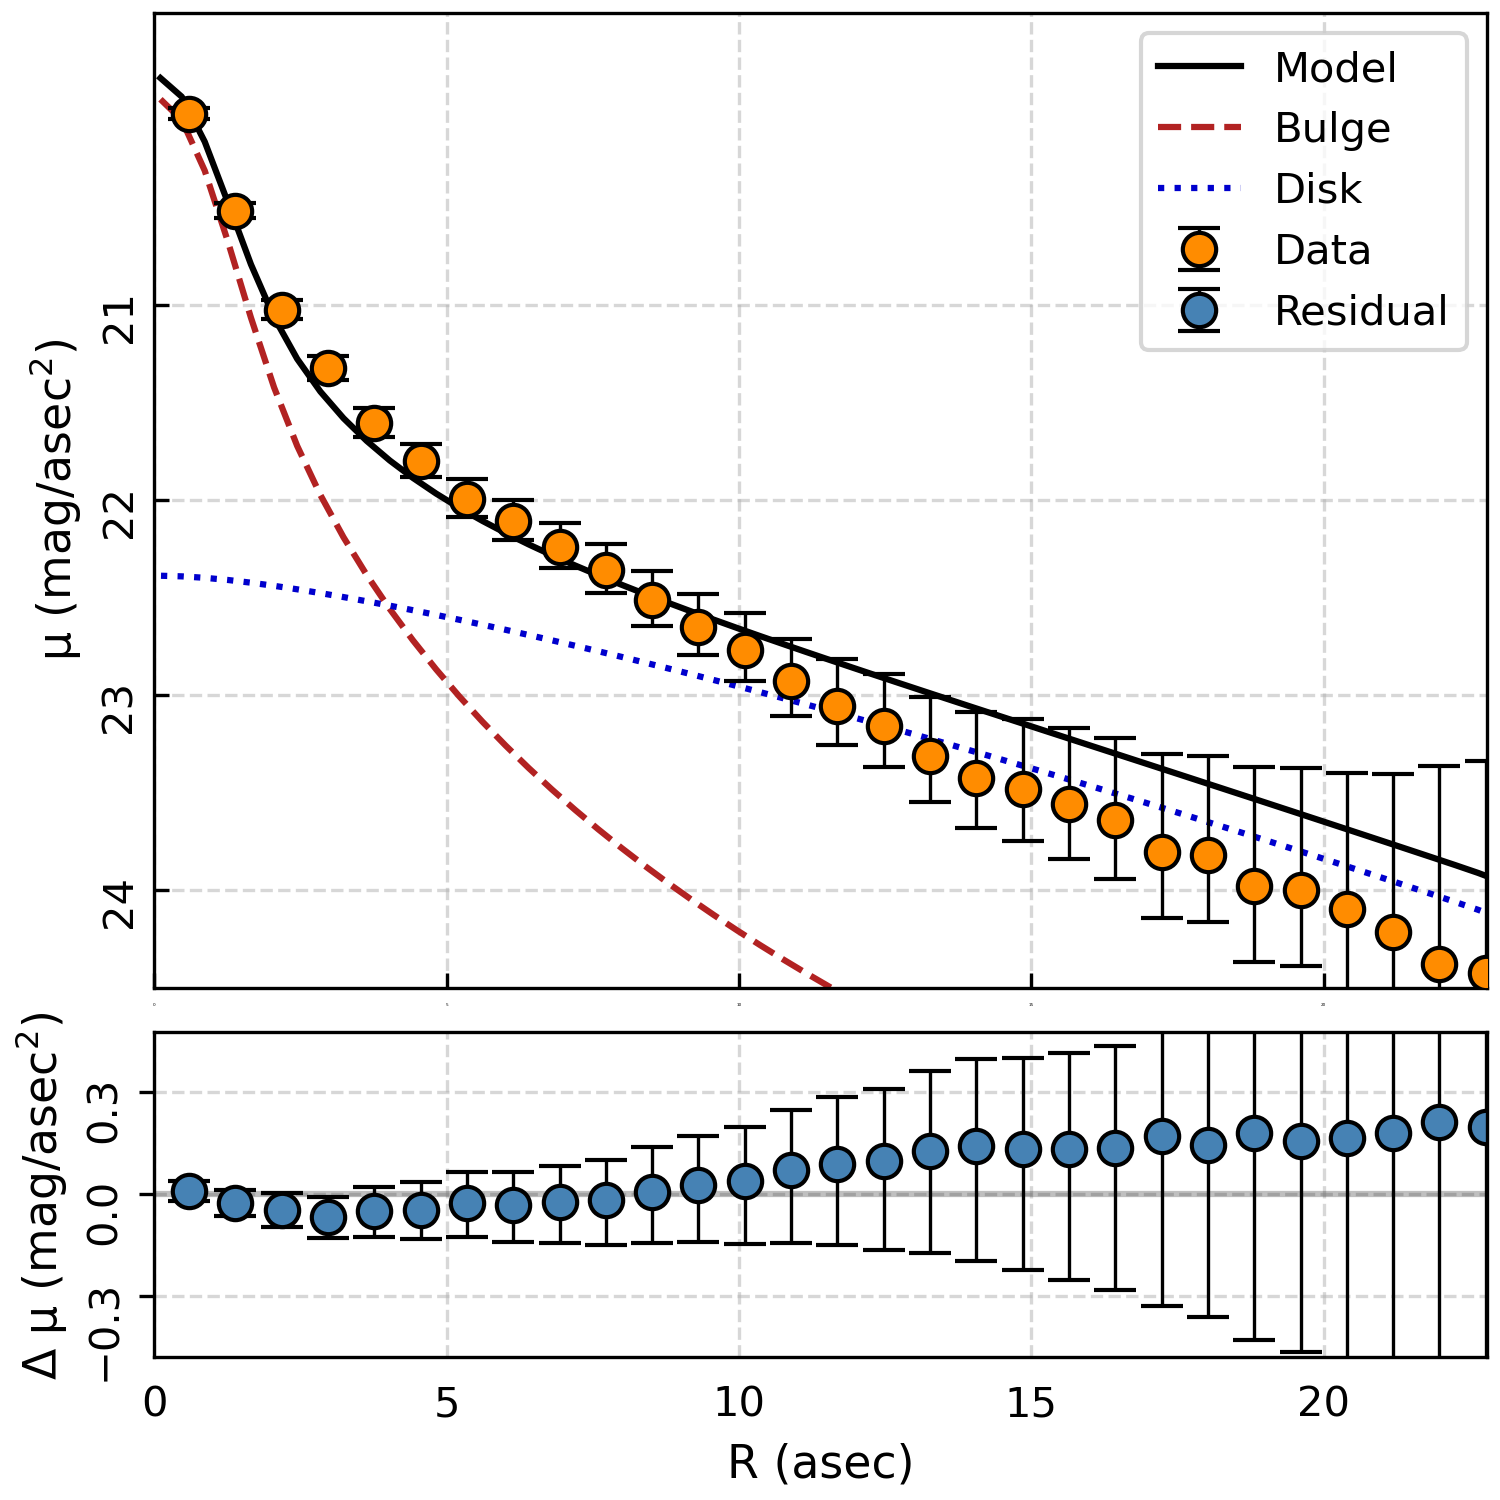 Model
Bulge
Disk
Data
Residual
μ (mag/asec²)
21
22
23
24
Δ μ (mag/asec²)
0.3
0.0
−0.3
0
5
10
15
20
R (asec)